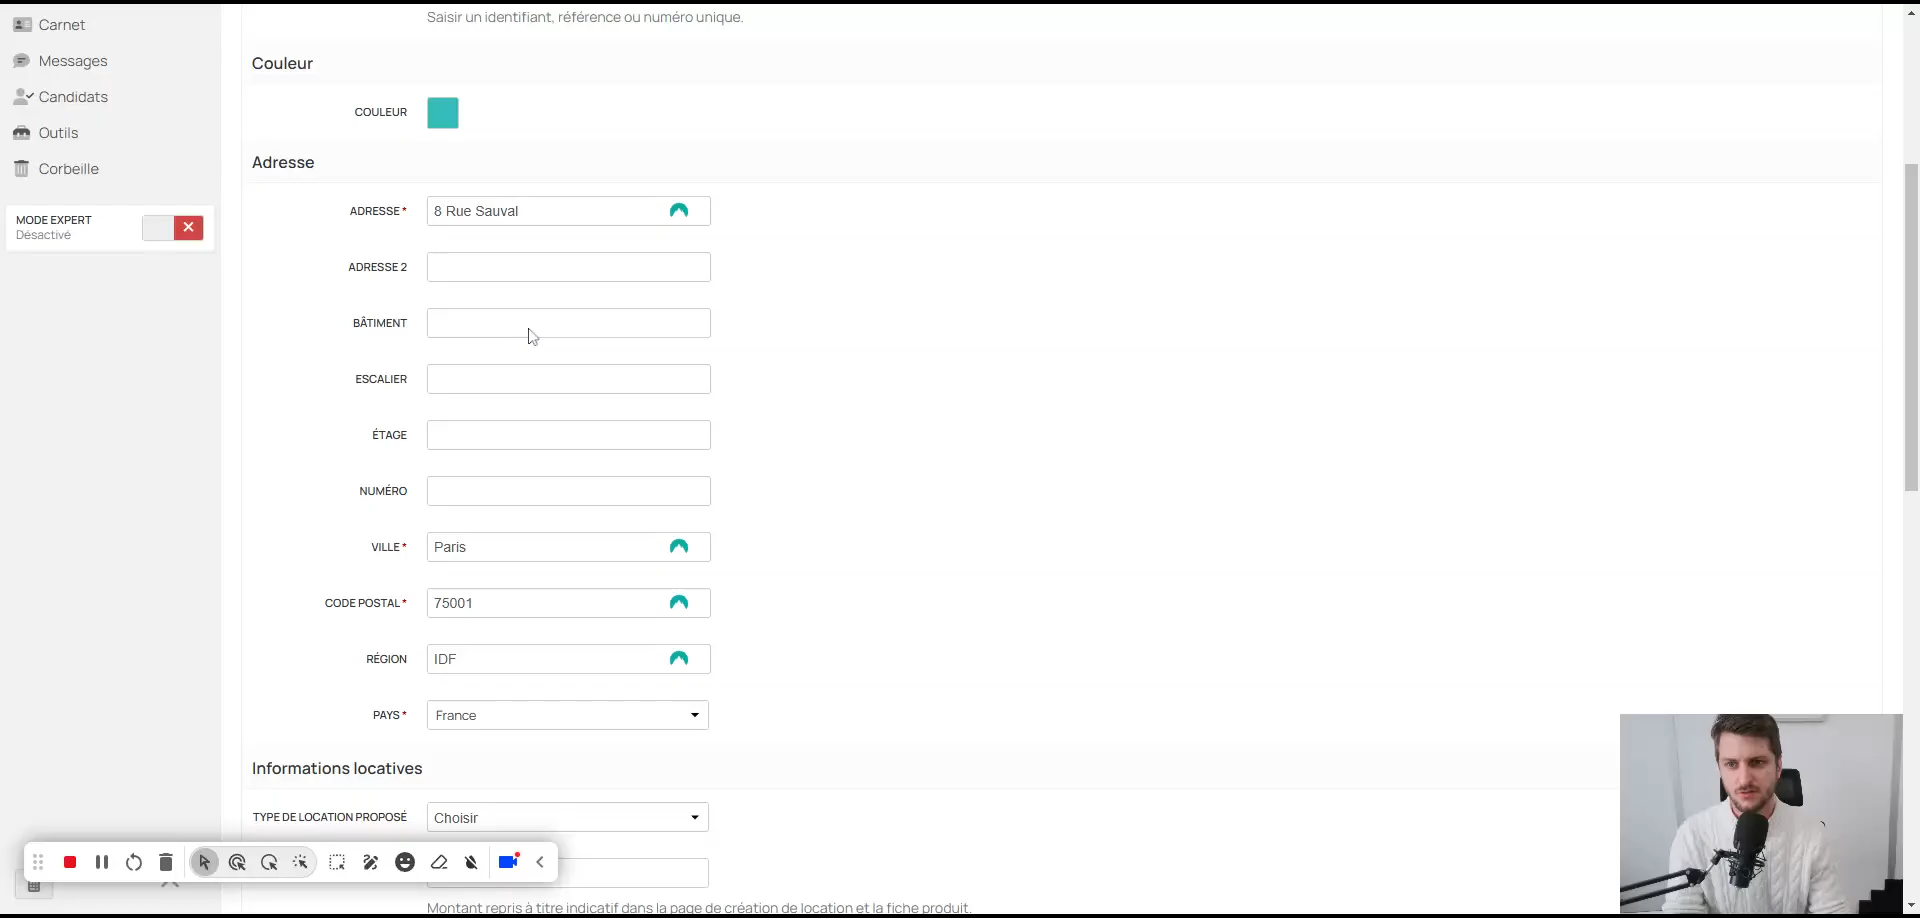 Carnet
Messages
Candidats
Outils
Corbeille
MODE EXPERT
Désactivé
Saisir un identifiant, référence ou numéro unique.
Couleur
COULEUR
Adresse
ADRESSE* 8 Rue Sauval
ADRESSE 2
BÂTIMENT
ESCALIER
ÉTAGE
NUMÉRO
VILLE* Paris
CODE POSTAL* 75001
RÉGION IDF
PAYS* France
Informations locatives
TYPE DE LOCATION PROPOSÉ Choisir
Montant repris à titre indicatif dans la page de création de location et la fiche produit.